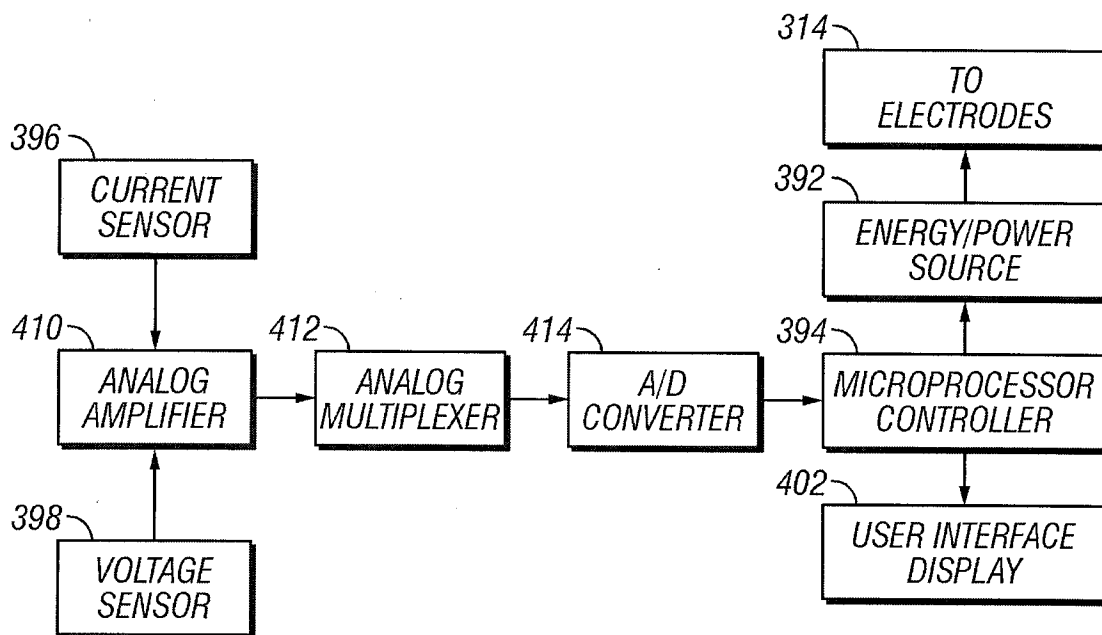 314
TO
ELECTRODES
396
CURRENT
SENSOR
392
ENERGY/POWER
SOURCE
410
ANALOG
AMPLIFIER
412
ANALOG
MULTIPLEXER
414
A/D
CONVERTER
394
MICROPROCESSOR
CONTROLLER
398
VOLTAGE
SENSOR
402
USER INTERFACE
DISPLAY